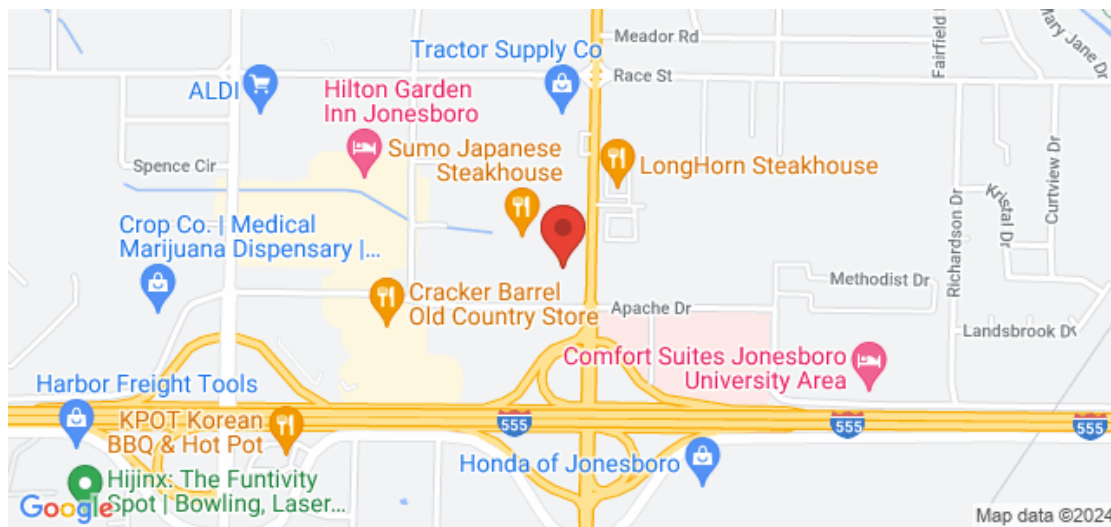 Meador Rd
Tractor Supply Co
Race St
Fairfield
Mary Jane Dr
ALDI
Hilton Garden
Inn Jonesboro
Spence Cir
Sumo Japanese
Steakhouse
LongHorn Steakhouse
Richardson Dr
Kristal Dr
Curtview Dr
Crop Co. | Medical
Marijuana Dispensary |...
Cracker Barrel
Old Country Store
Apache Dr
Methodist Dr
Landsbrook D
Comfort Suites Jonesboro
University Area
Harbor Freight Tools
KPOT Korean
BBQ & Hot Pot
555
555
555
Honda of Jonesboro
Hijinx: The Funtivity
Spot | Bowling, Laser...
Google
Map data ©2024